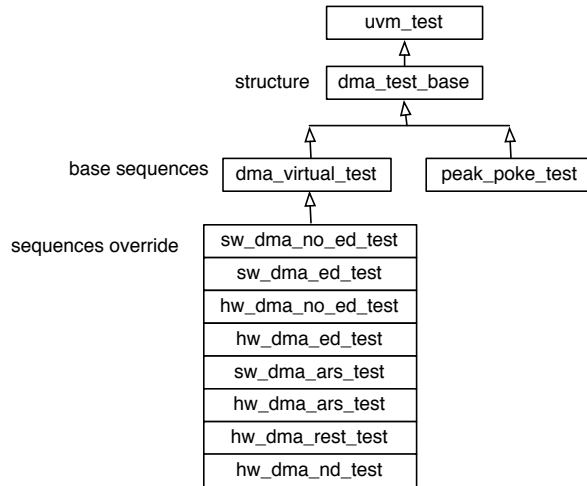 uvm_test
structure dma_test_base
base sequences dma_virtual_test peak_poke_test
sequences override sw_dma_no_ed_test
sw_dma_ed_test
hw_dma_no_ed_test
hw_dma_ed_test
sw_dma_ars_test
hw_dma_ars_test
hw_dma_rest_test
hw_dma_nd_test